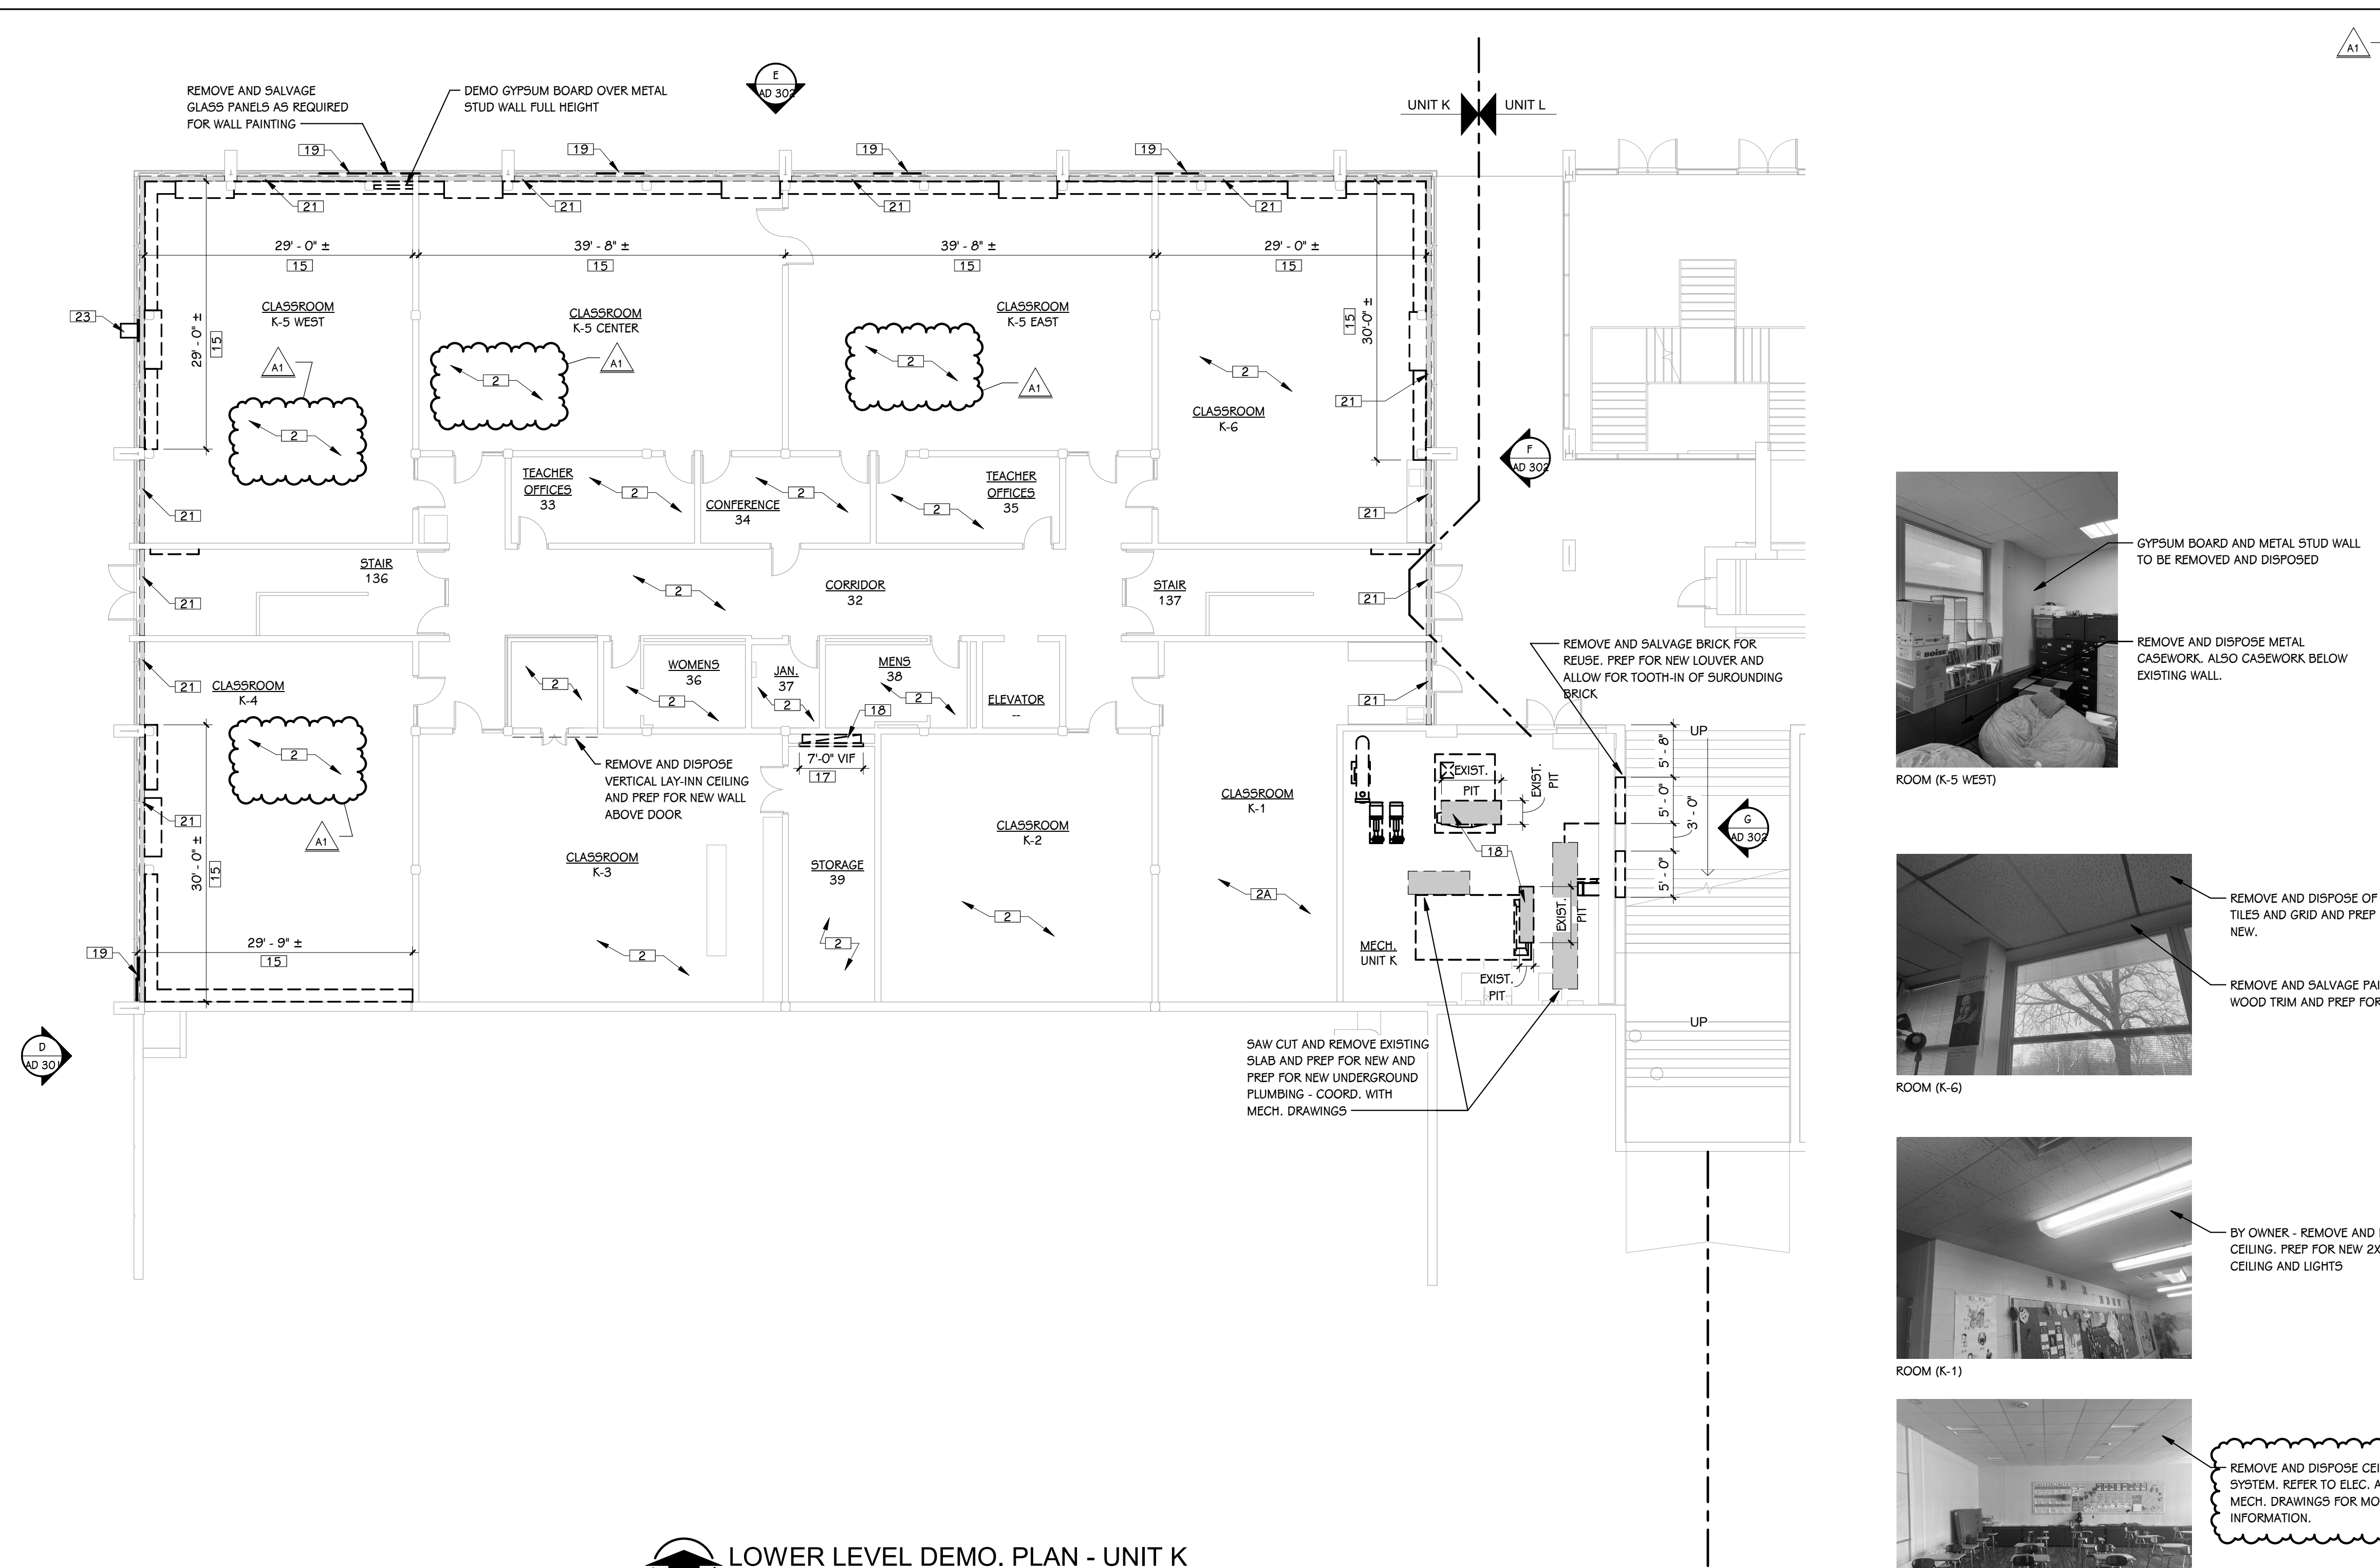 A1
REMOVE AND SALVAGE
GLASS PANELS AS REQUIRED
FOR WALL PAINTING
DEMO GYPSUM BOARD OVER METAL
STUD WALL FULL HEIGHT
E
AD 302
UNIT K
UNIT L
19
19
19
19
21
21
21
21
29' - 0" ±
15
39' - 8" ±
15
39' - 8" ±
15
29' - 0" ±
15
23
29' - 0" ±
15
CLASSROOM
K-5 WEST
A1
2
CLASSROOM
K-5 CENTER
A1
2
CLASSROOM
K-5 EAST
A1
2
30'-0" ±
15
2
CLASSROOM
K-6
21
F
AD 302
21
TEACHER
OFFICES
33
2
CONFERENCE
34
2
TEACHER
OFFICES
35
2
21
STAIR
136
21
2
CORRIDOR
32
STAIR
137
21
21
CLASSROOM
K-4
2
A1
21
30' - 0" ±
15
2
WOMENS
36
2
JAN.
37
2
MENS
38
2
18
ELEVATOR
--
21
REMOVE AND SALVAGE BRICK FOR
REUSE. PREP FOR NEW LOUVER AND
ALLOW FOR TOOTH-IN OF SUROUNDING
BRICK
REMOVE AND DISPOSE
VERTICAL LAY-INN CEILING
AND PREP FOR NEW WALL
ABOVE DOOR
7'-0" VIF
17
CLASSROOM
K-3
2
STORAGE
39
2
CLASSROOM
K-2
2
CLASSROOM
K-1
2A
EXIST.
PIT
EXIST.
PIT
18
EXIST.
PIT
EXIST.
PIT
MECH.
UNIT K
5' - 8"
5' - 0"
3' - 0"
5' - 0"
UP
UP
G
AD 302
29' - 9" ±
15
19
D
AD 301
SAW CUT AND REMOVE EXISTING
SLAB AND PREP FOR NEW AND
PREP FOR NEW UNDERGROUND
PLUMBING - COORD. WITH
MECH. DRAWINGS
GYPSUM BOARD AND METAL STUD WALL
TO BE REMOVED AND DISPOSED
REMOVE AND DISPOSE METAL
CASEWORK. ALSO CASEWORK BELOW
EXISTING WALL.
BOISE
ROOM (K-5 WEST)
REMOVE AND DISPOSE OF
TILES AND GRID AND PREP
NEW.
REMOVE AND SALVAGE PAI
WOOD TRIM AND PREP FOR
ROOM (K-6)
BY OWNER - REMOVE AND
CEILING. PREP FOR NEW 2X
CEILING AND LIGHTS
ROOM (K-1)
REMOVE AND DISPOSE CEI
SYSTEM. REFER TO ELEC. A
MECH. DRAWINGS FOR MO
INFORMATION.
LOWER LEVEL DEMO. PLAN - UNIT K